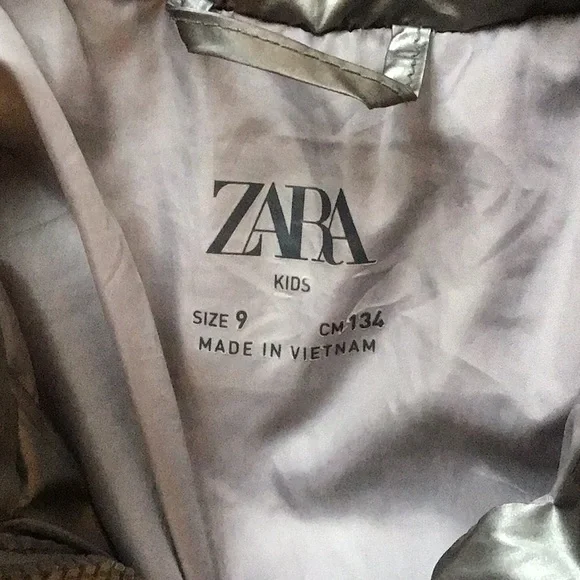 ZARA
KIDS
SIZE 9 CM 134
MADE IN VIETNAM